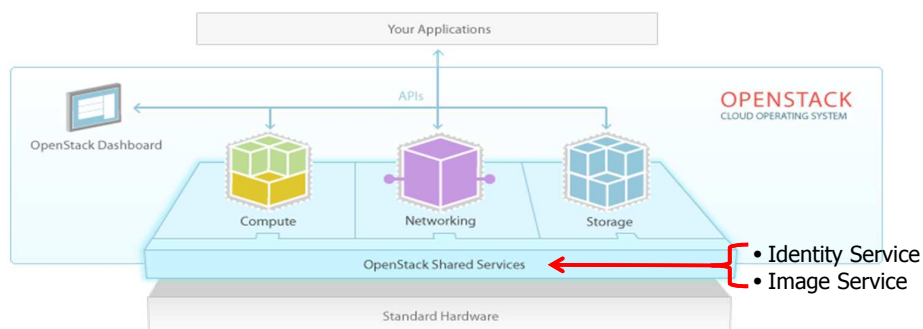 Your Applications
APIs
OPENSTACK
CLOUD OPERATING SYSTEM
OpenStack Dashboard
Compute
Networking
Storage
• Identity Service
OpenStack Shared Services
• Image Service
Standard Hardware